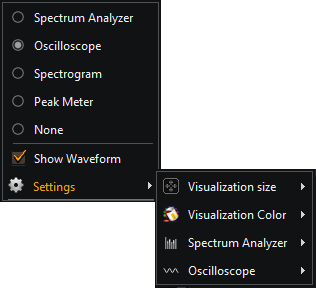 Spectrum Analyzer
Oscilloscope
Spectrogram
Peak Meter
None
Show Waveform
Settings
Visualization size
Visualization Color
Spectrum Analyzer
Oscilloscope